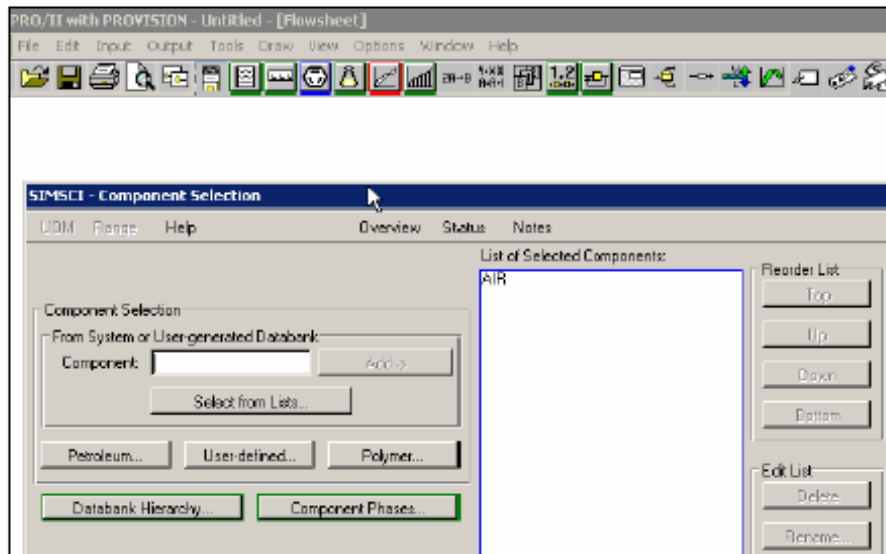 PRO/II with PROVISION - Untitled - [Flowsheet]
File Edit Input Output Tools Draw View Options Window Help
1.2
SIMSCI - Component Selection
UOM Range Help Overview Status Notes
List of Selected Components:
AIR
Reorder List
Top
Component Selection
From System or User-generated Databank
Up
Component: Add ->
Down
Select from Lists...
Bottom
Petroleum... User-defined... Polymer...
Edit List
Delete
Databank Hierarchy... Component Phases...
Rename...